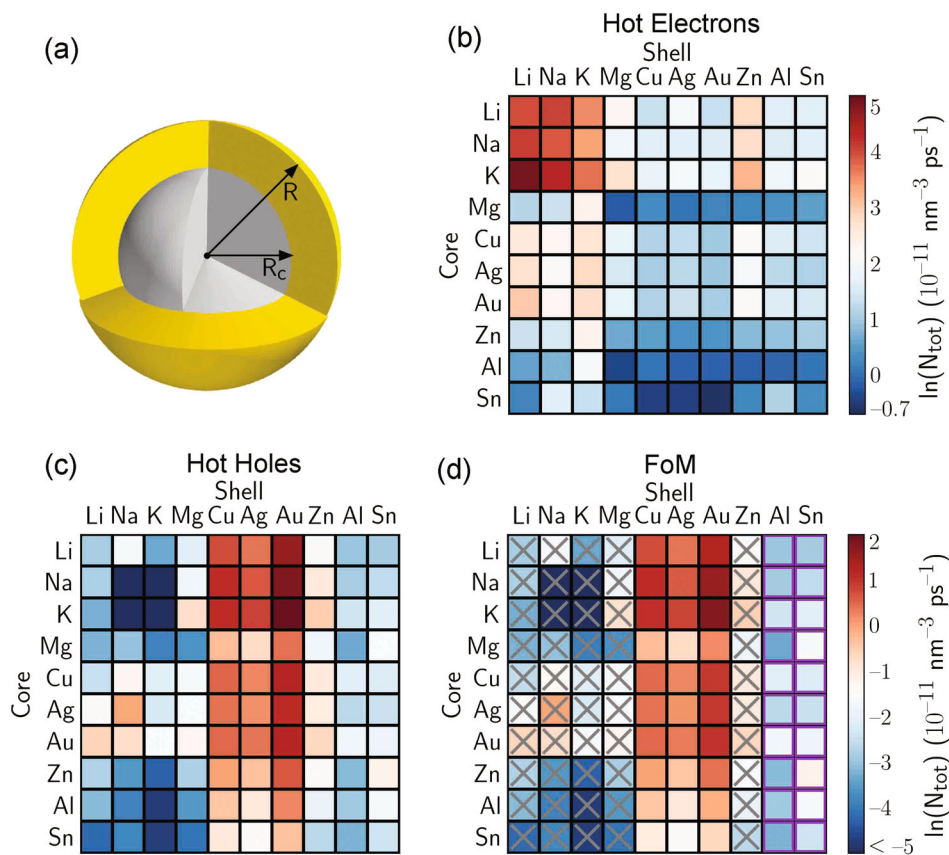 (a)
R
R_c
(b)
Hot Electrons
Shell
Li Na K Mg Cu Ag Au Zn Al Sn
Core
Li
Na
K
Mg
Cu
Ag
Au
Zn
Al
Sn
5
4
3
2
1
0
−0.7
ln(N_tot) (10⁻¹¹ nm⁻³ ps⁻¹)
(c)
Hot Holes
Shell
Li Na K Mg Cu Ag Au Zn Al Sn
Core
Li
Na
K
Mg
Cu
Ag
Au
Zn
Al
Sn
(d)
FoM
Shell
Li Na K Mg Cu Ag Au Zn Al Sn
Core
Li
Na
K
Mg
Cu
Ag
Au
Zn
Al
Sn
2
1
0
−1
−2
−3
−4
< −5
ln(N_tot) (10⁻¹¹ nm⁻³ ps⁻¹)